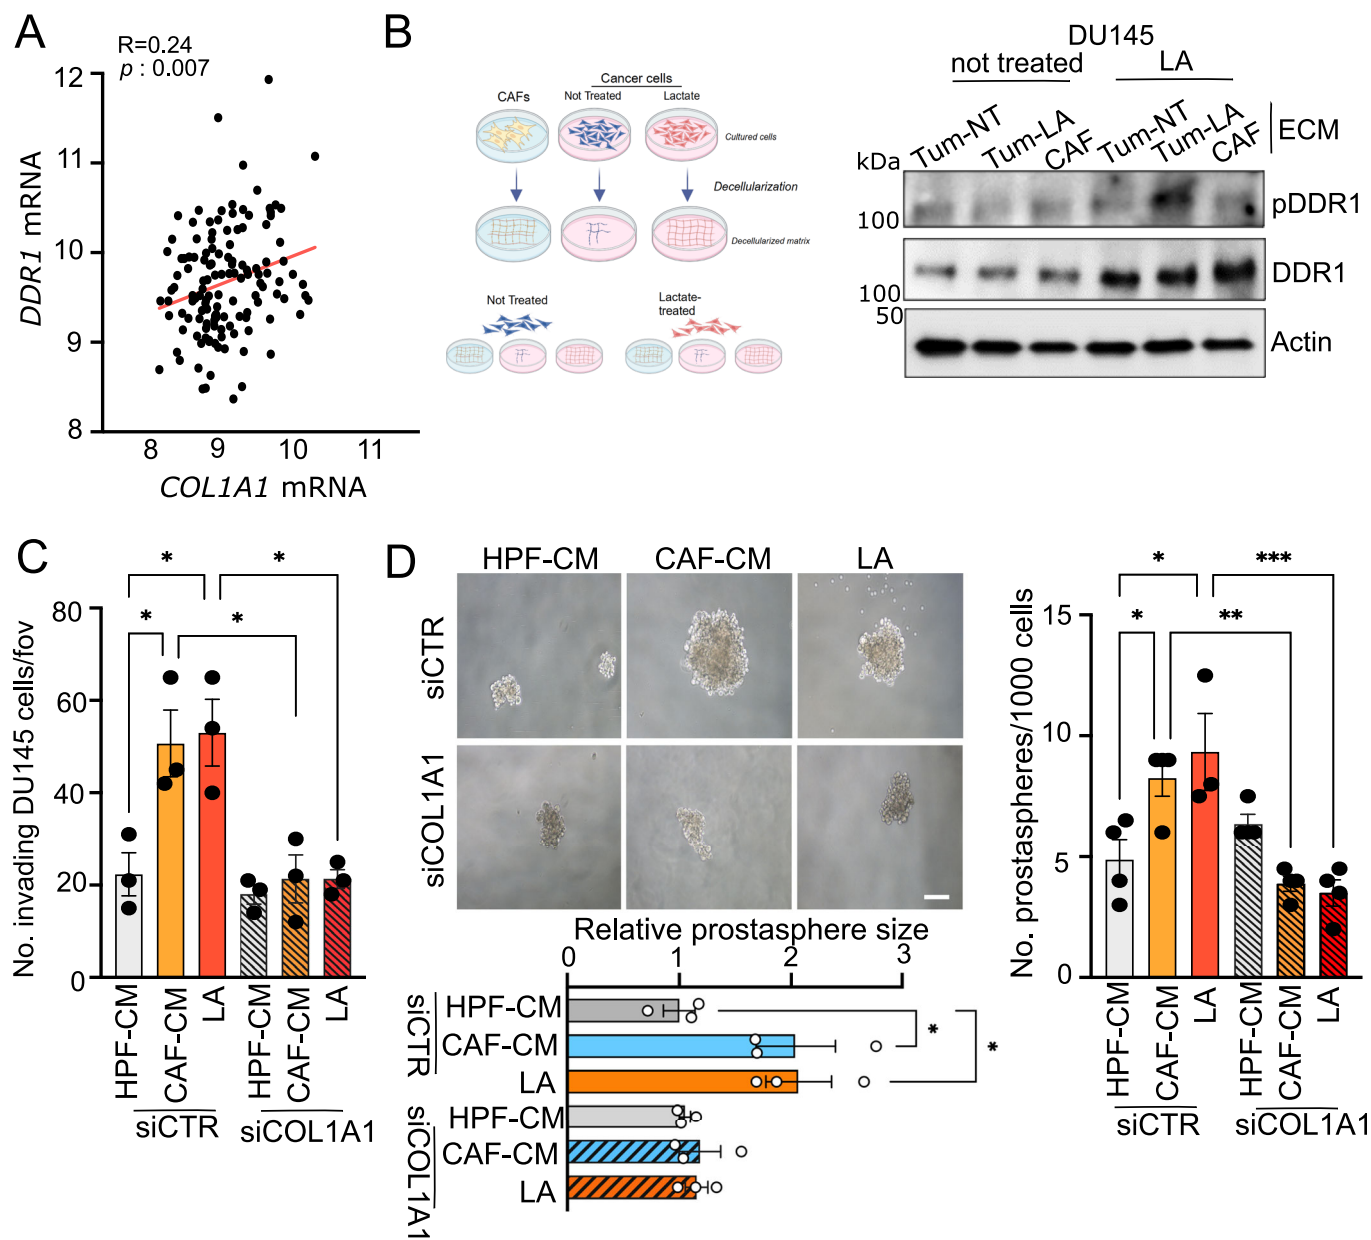 A
R=0.24
p : 0.007
12
11
10
9
8
DDR1 mRNA
8 9 10 11
COL1A1 mRNA
B
Cancer cells
CAFs Not Treated Lactate
Cultured cells
Decellularization
Decellularized matrix
Not Treated
Lactate-
treated
DU145
not treated LA
Tum-NT Tum-LA CAF Tum-NT Tum-LA CAF
ECM
kDa
100 pDDR1
100 DDR1
50 Actin
C
* *
* *
80
60
40
20
0
No. invading DU145 cells/fov
HPF-CM CAF-CM LA HPF-CM CAF-CM LA
siCTR siCOL1A1
D
HPF-CM CAF-CM LA
siCTR
siCOL1A1
Relative prostasphere size
0 1 2 3
siCTR
HPF-CM
CAF-CM
LA
siCOL1A1
HPF-CM
CAF-CM
LA
*
*
* ***
* **
15
10
5
0
No. prostaspheres/1000 cells
HPF-CM CAF-CM LA HPF-CM CAF-CM LA
siCTR siCOL1A1